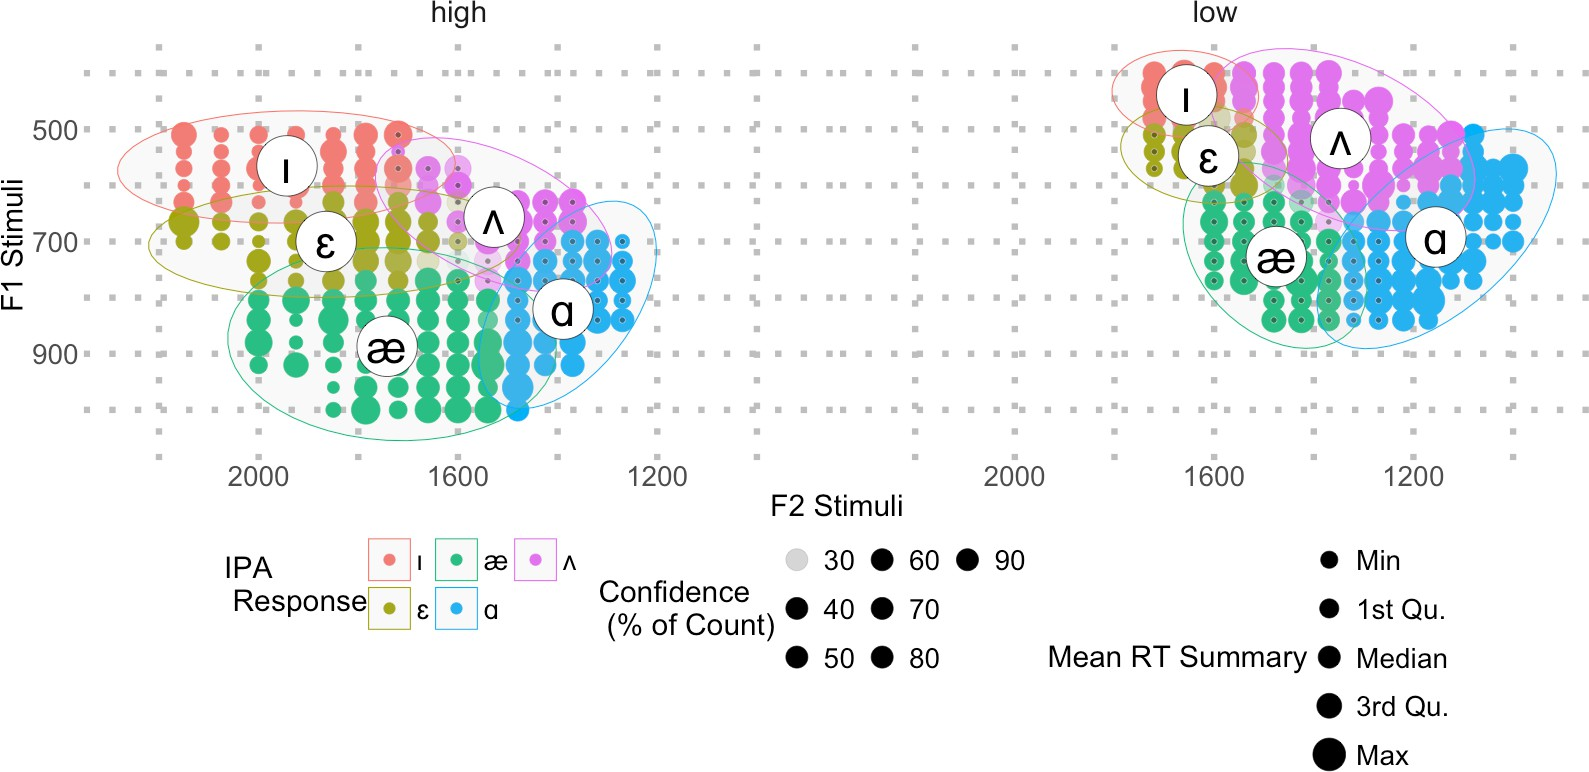 high low
500
700
900
F1 Stimuli
ɪ
ɛ
æ
ʌ
ɑ
ɪ
ɛ
æ
ʌ
ɑ
2000 1600 1200 2000 1600 1200
F2 Stimuli
IPA
Response
ɪ æ ʌ
ɛ ɑ
Confidence
(% of Count)
30 60 90
40 70
50 80
Mean RT Summary
Min
1st Qu.
Median
3rd Qu.
Max